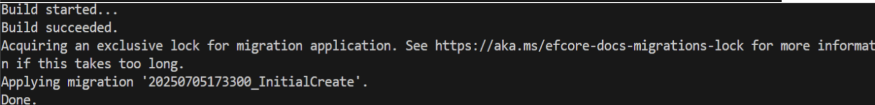 Build started...
Build succeeded.
Acquiring an exclusive lock for migration application. See https://aka.ms/efcore-docs-migrations-lock for more informat
n if this takes too long.
Applying migration '20250705173300_InitialCreate'.
Done.